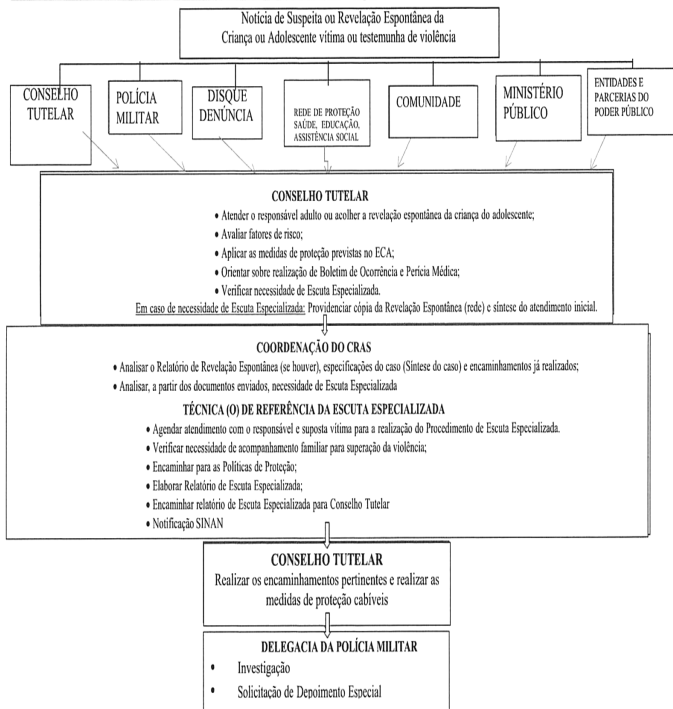 Noticia de Suspeita ou Revelação Espontânea da
Criança ou Adolescente vítima ou testemunha de violência
CONSELHO
TUTELAR
POLÍCIA
MILITAR
DISQUE
DENÚNCIA
REDE DE PROTEÇÃO
SAÚDE, EDUCAÇÃO,
ASSISTÊNCIA SOCIAL
COMUNIDADE
MINISTÉRIO
PÚBLICO
ENTIDADES E
PARCERIAS DO
PODER PÚBLICO
CONSELHO TUTELAR
• Atender o responsável adulto ou acolher a revelação espontânea da criança do adolescente;
• Avaliar fatores de risco;
• Aplicar as medidas de proteção previstas no ECA;
• Orientar sobre realização de Boletim de Ocorrência e Perícia Médica;
• Verificar necessidade de Escuta Especializada.
Em caso de necessidade de Escuta Especializada: Providenciar cópia da Revelação Espontânea (rede) e síntese do atendimento inicial.
COORDENAÇÃO DO CRAS
• Analisar o Relatório de Revelação Espontânea (se houver), especificações do caso (Síntese do caso) e encaminhamentos já realizados;
• Analisar, a partir dos documentos enviados, necessidade de Escuta Especializada
TÉCNICA (O) DE REFERÊNCIA DA ESCUTA ESPECIALIZADA
• Agendar atendimento com o responsável e suposta vítima para a realização do Procedimento de Escuta Especializada.
• Verificar necessidade de acompanhamento familiar para superação da violência;
• Encaminhar para as Políticas de Proteção;
• Elaborar Relatório de Escuta Especializada;
• Encaminhar relatório de Escuta Especializada para Conselho Tutelar
• Notificação SINAN
CONSELHO TUTELAR
Realizar os encaminhamentos pertinentes e realizar as
medidas de proteção cabíveis
DELEGACIA DA POLÍCIA MILITAR
• Investigação
• Solicitação de Depoimento Especial